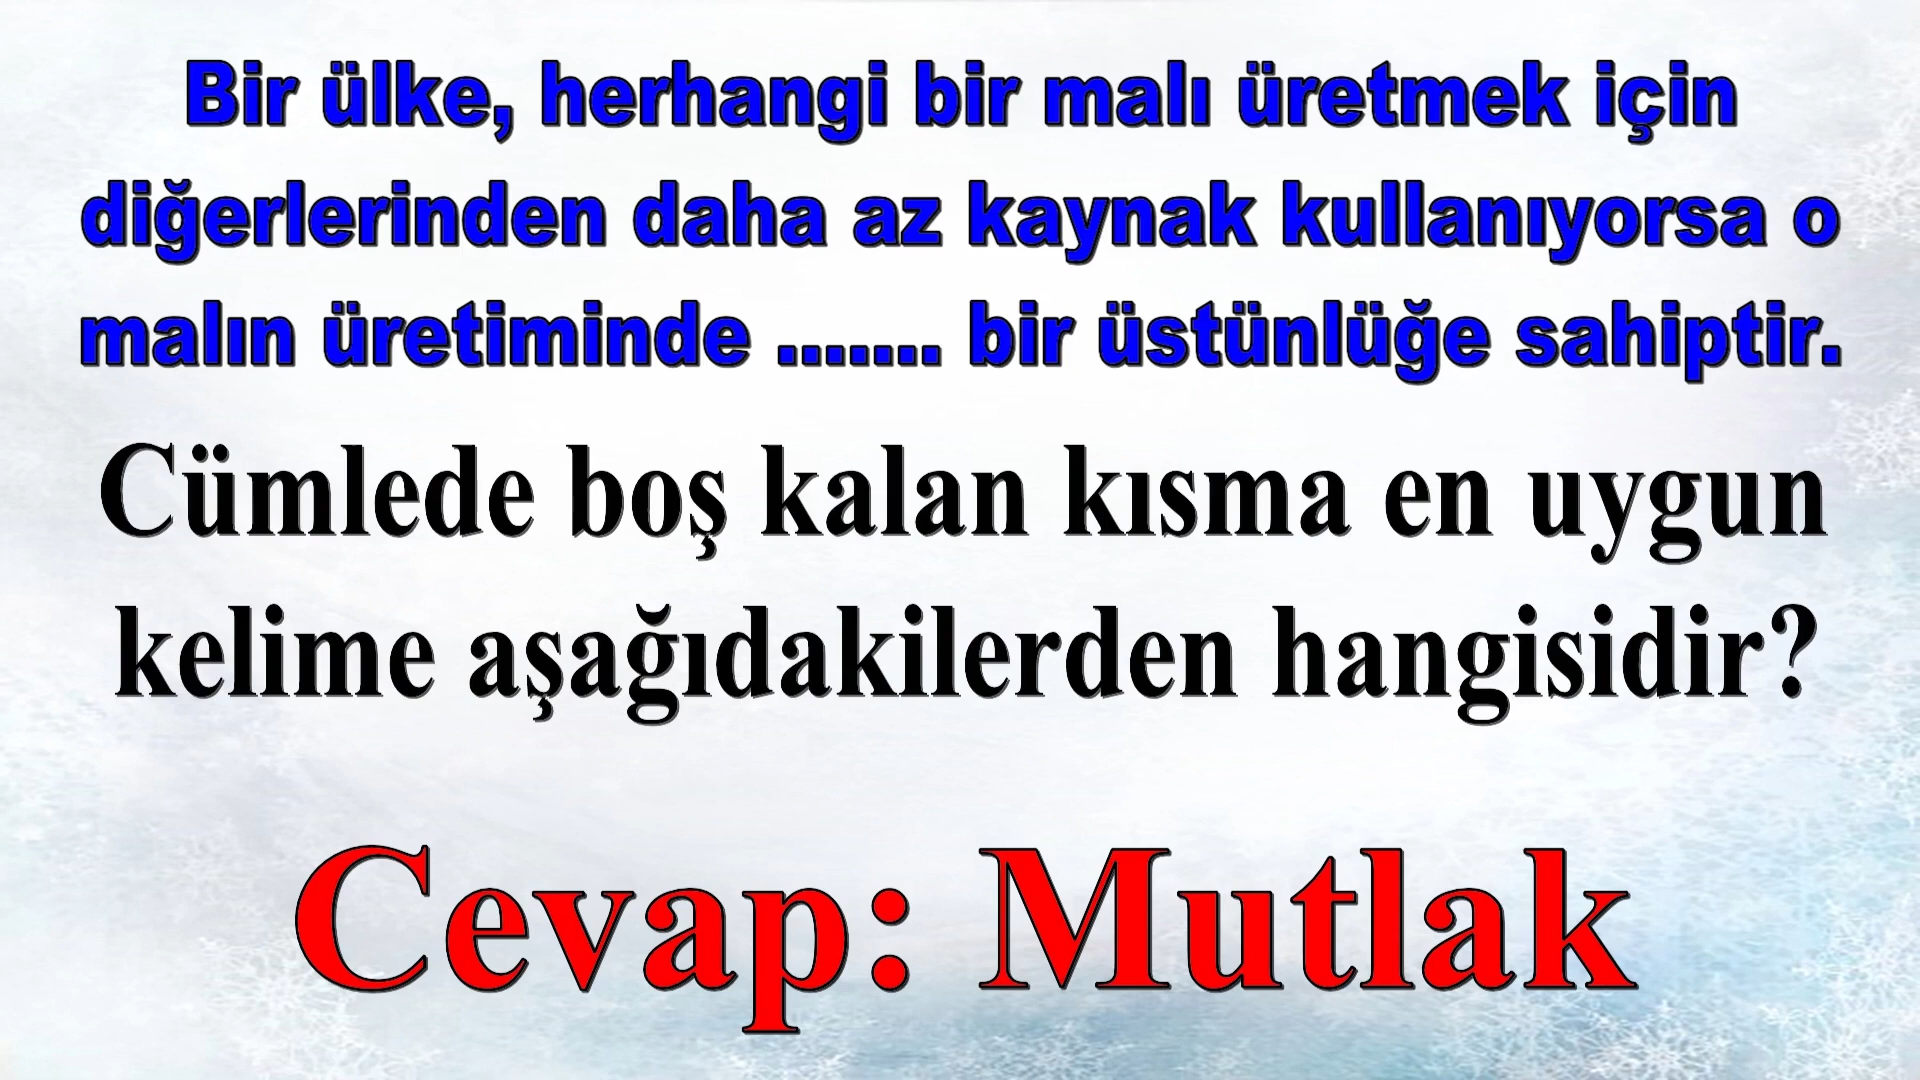 Bir ülke, herhangi bir malı üretmek için
diğerlerinden daha az kaynak kullanıyorsa o
malın üretiminde ....... bir üstünlüğe sahiptir.
Cümlede boş kalan kısma en uygun
kelime aşağıdakilerden hangisidir?
Cevap: Mutlak